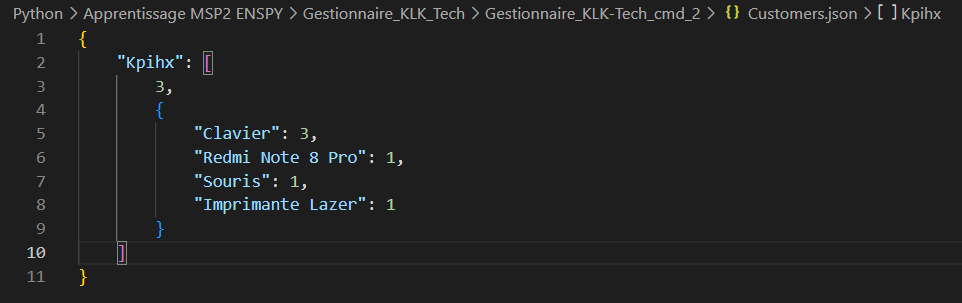 Python > Apprentissage MSP2 ENSPY > Gestionnaire_KLK_Tech > Gestionnaire_KLK-Tech_cmd_2 > {} Customers.json > [ ] Kpihx
1 {
2 "Kpihx": [
3 3,
4 {
5 "Clavier": 3,
6 "Redmi Note 8 Pro": 1,
7 "Souris": 1,
8 "Imprimante Lazer": 1
9 }
10 ]
11 }